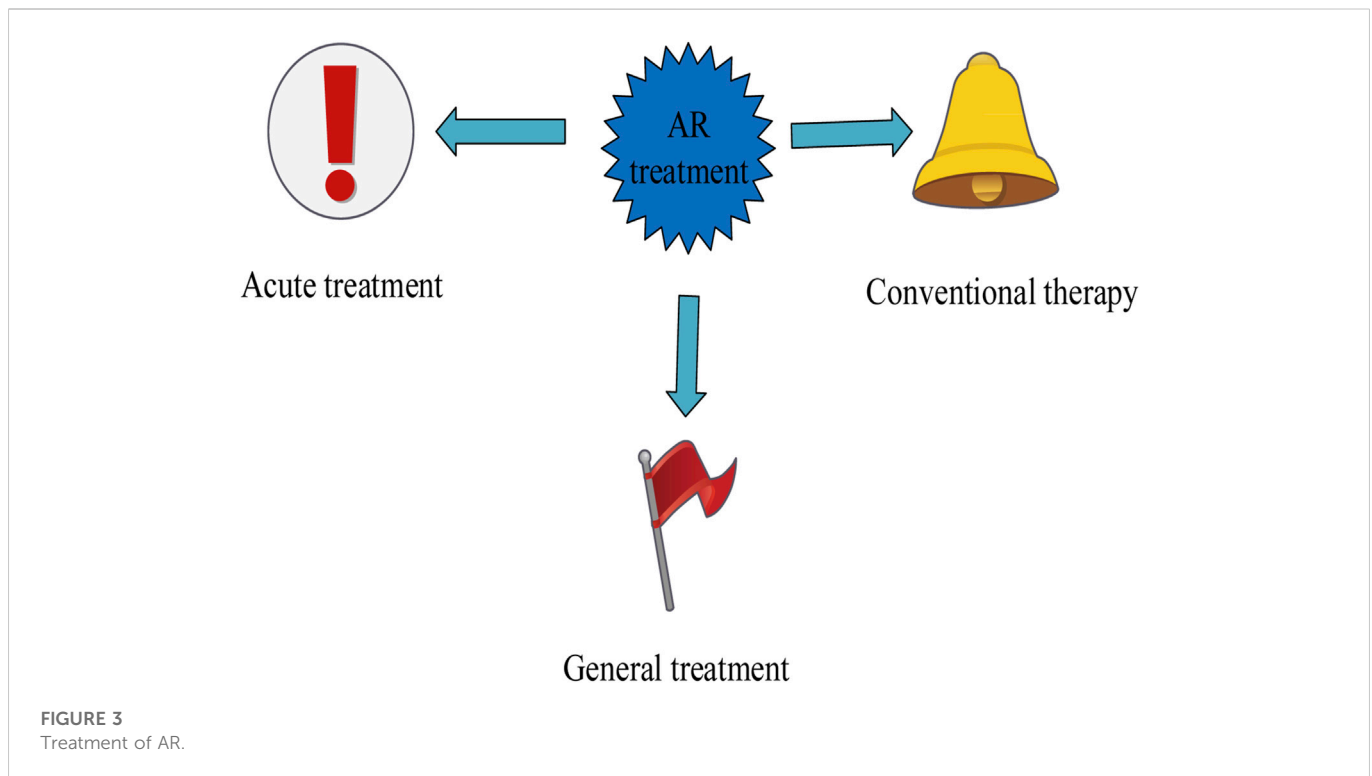 AR
treatment
Acute treatment
Conventional therapy
General treatment
FIGURE 3
Treatment of AR.